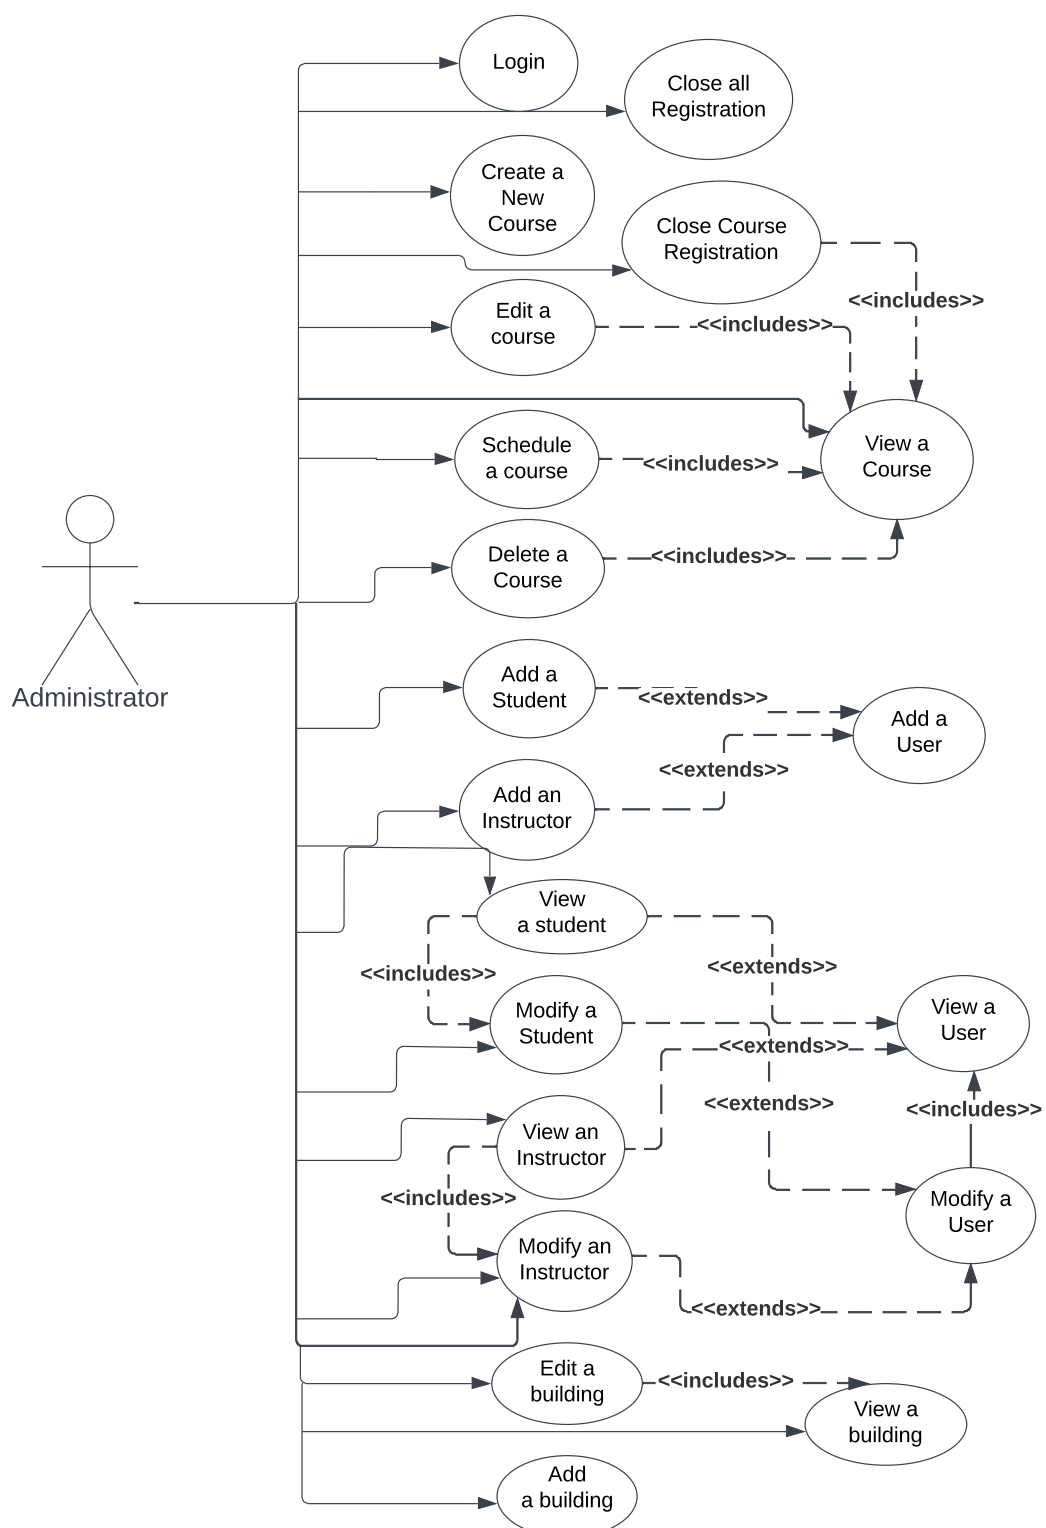 Login
Close all
Registration
Create a
New
Course
Close Course
Registration
<<includes>>
Edit a
course
<<includes>>
Schedule
a course
<<includes>>
View a
Course
Delete a
Course
<<includes>>
Administrator
Add a
Student
<<extends>>
Add a
User
<<extends>>
Add an
Instructor
View
a student
<<includes>>
<<extends>>
Modify a
Student
View a
User
<<extends>>
<<extends>>
<<includes>>
View an
Instructor
<<includes>>
Modify a
User
Modify an
Instructor
<<extends>>
Edit a
building
<<includes>>
View a
building
Add
a building